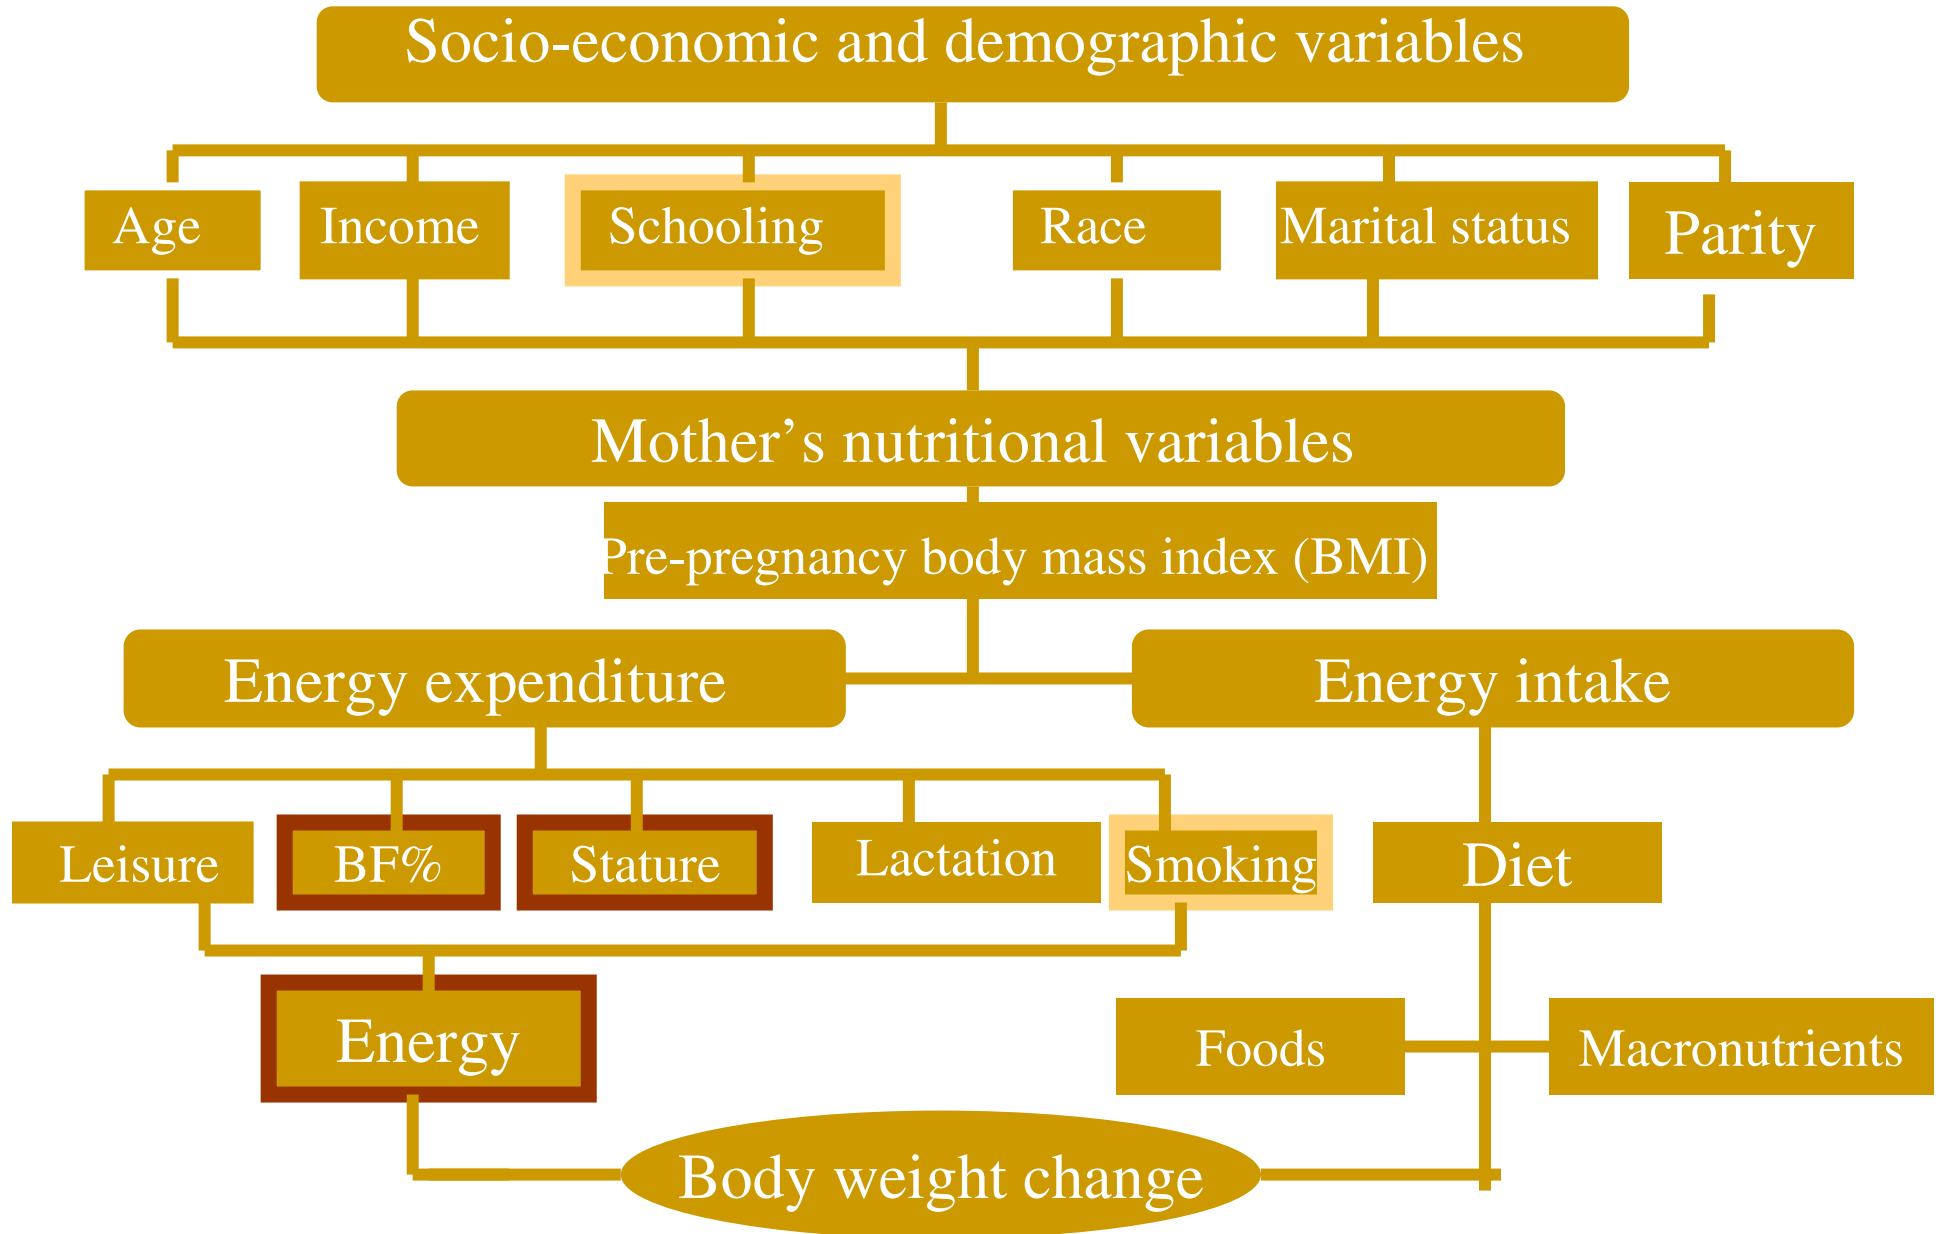 Socio-economic and demographic variables
Age
Income
Schooling
Race
Marital status
Parity
Mother’s nutritional variables
Pre-pregnancy body mass index (BMI)
Energy expenditure
Energy intake
Leisure
BF%
Stature
Lactation
Smoking
Diet
Energy
Foods
Macronutrients
Body weight change